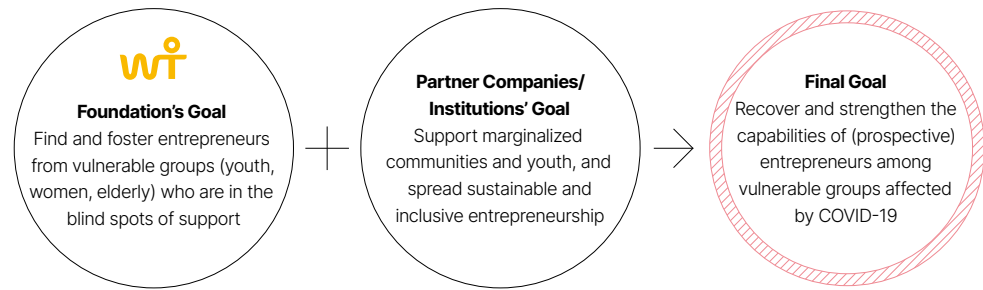 Foundation's Goal
Find and foster entrepreneurs
from vulnerable groups (youth,
women, elderly) who are in the
blind spots of support
Partner Companies/
Institutions' Goal
Support marginalized
communities and youth, and
spread sustainable and
inclusive entrepreneurship
Final Goal
Recover and strengthen the
capabilities of (prospective)
entrepreneurs among
vulnerable groups affected
by COVID-19